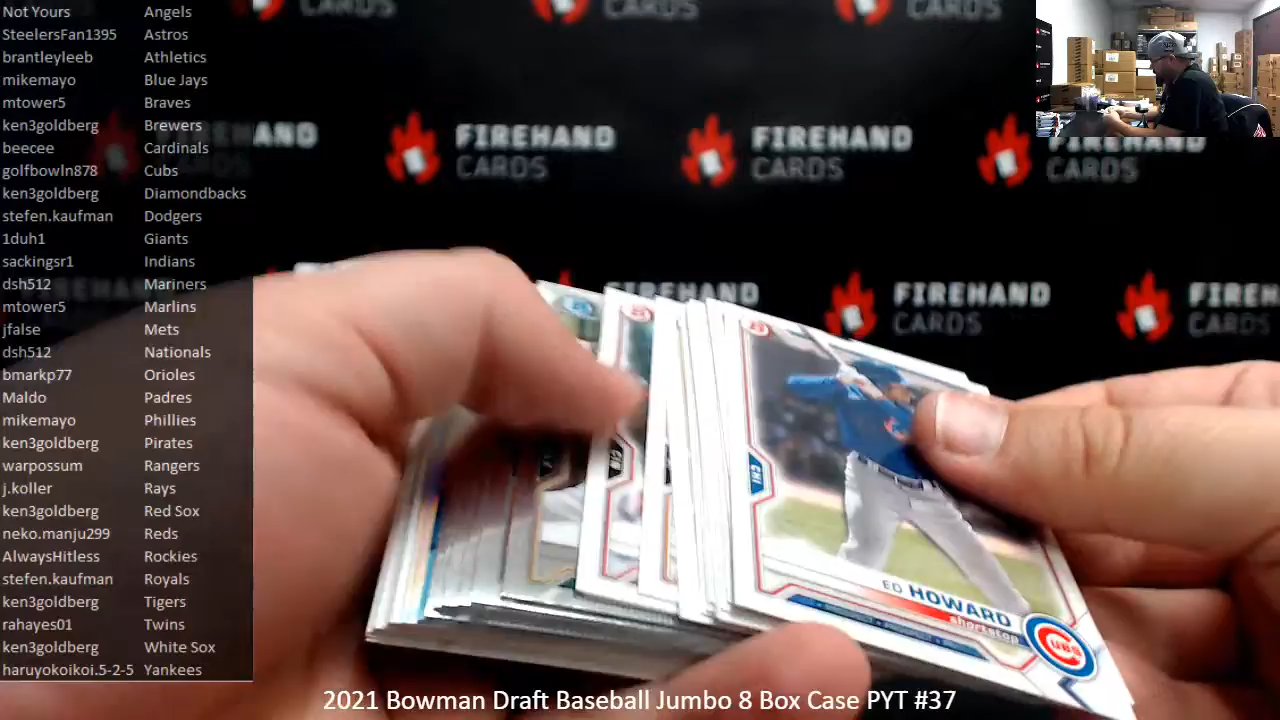 Not Yours Angels
SteelersFan1395 Astros
brantleyleeb Athletics
mikemayo Blue Jays
mtower5 Braves
ken3goldberg Brewers
beecee Cardinals
golfbowln878 Cubs
ken3goldberg Diamondbacks
stefen.kaufman Dodgers
1duh1 Giants
sackingsr1 Indians
dsh512 Mariners
mtower5 Marlins
jfalse Mets
dsh512 Nationals
bmarkp77 Orioles
Maldo Padres
mikemayo Phillies
ken3goldberg Pirates
warpossum Rangers
j.koller Rays
ken3goldberg Red Sox
neko.manju299 Reds
AlwaysHitless Rockies
stefen.kaufman Royals
ken3goldberg Tigers
rahayes01 Twins
ken3goldberg White Sox
haruyokoikoi.5-2-5 Yankees
CARDS CARDS CARDS
FIREHAND FIREHAND
CARDS CARDS CARDS
FIREHAND FIREHAND
CARDS CARDS
CIN
CHI
ED HOWARD
shortstop
CUBS
2021 Bowman Draft Baseball Jumbo 8 Box Case PYT #37